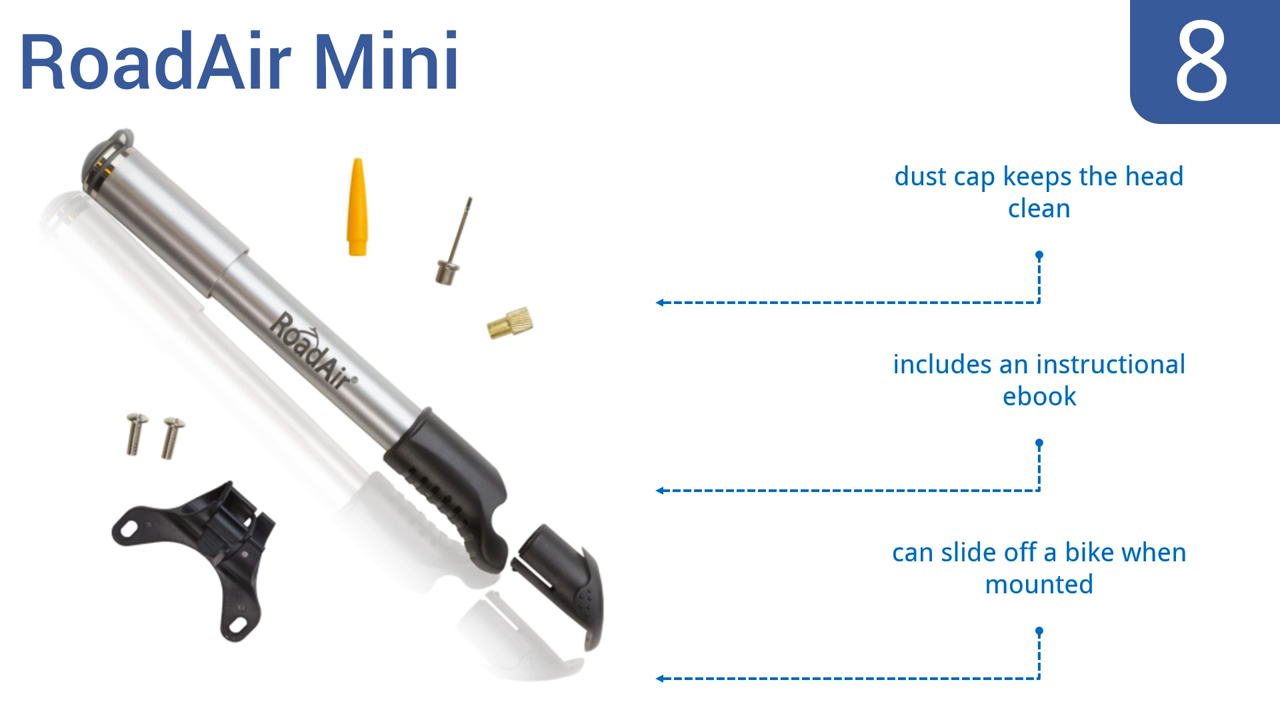 RoadAir Mini
8
dust cap keeps the head
clean
RoadAir®
includes an instructional
ebook
can slide off a bike when
mounted